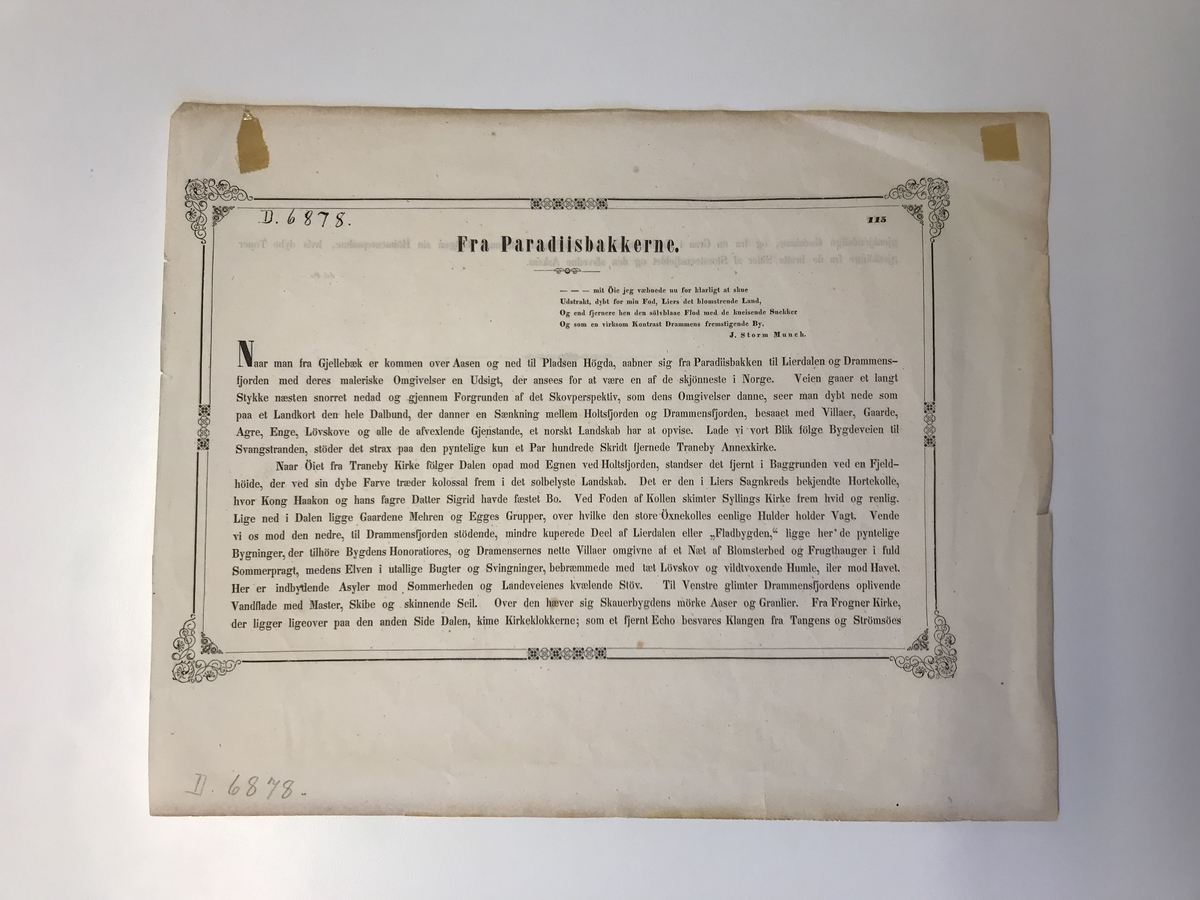 D. 6878.
115
Fra Paradiisbakkerne.
— — — mit Öie jeg væbnede nu for klarligt at skue
Udstrakt, dybt for min Fod, Liers det blomstrende Land,
Og end fjernere hen den sölvblaae Flod med de kneisende Snekker
Og som en virksom Kontrast Drammens fremstigende By.
J. Storm Munch.
Naar man fra Gjellebæk er kommen over Aasen og ned til Pladsen Högda, aabner sig fra Paradiisbakken til Lierdalen og Drammens-
fjorden med deres maleriske Omgivelser en Udsigt, der ansees for at være en af de skjönneste i Norge. Veien gaaer et langt
Stykke næsten snorret nedad og gjennem Forgrunden af det Skovperspektiv, som dens Omgivelser danne, seer man dybt nede som
paa et Landkort den hele Dalbund, der danner en Sænkning mellem Holtsfjorden og Drammensfjorden, besaaet med Villaer, Gaarde,
Agre, Enge, Lövskove og alle de afvexlende Gjenstande, et norskt Landskab har at opvise. Lade vi vort Blik fölge Bygdeveien til
Svangstranden, stöder det strax paa den pyntelige kun et Par hundrede Skridt fjernede Traneby Annexkirke.
Naar Öiet fra Traneby Kirke fölger Dalen opad mod Egnen ved Holtsfjorden, standser det fjernt i Baggrunden ved en Fjeld-
höide, der ved sin dybe Farve træder kolossal frem i det solbelyste Landskab. Det er den i Liers Sagnkreds bekjendte Hortekolle,
hvor Kong Haakon og hans fagre Datter Sigrid havde fæstet Bo. Ved Foden af Kollen skimter Syllings Kirke frem hvid og renlig.
Lige ned i Dalen ligge Gaardene Mehren og Egges Grupper, over hvilke den store Öxnekolles eenlige Hulder holder Vagt. Vende
vi os mod den nedre, til Drammensfjorden stödende, mindre kuperede Deel af Lierdalen eller „Fladbygden,“ ligge her de pyntelige
Bygninger, der tilhöre Bygdens Honoratiores, og Dramensernes nette Villaer omgivne af et Næt af Blomsterbed og Frugthauger i fuld
Sommerpragt, medens Elven i utallige Bugter og Svingninger, bebræmmede med tæt Lövskov og vildtvoxende Humle, iler mod Havet.
Her er indbydende Asyler mod Sommerheden og Landeveienes kvælende Stöv. Til Venstre glimter Drammensfjordens oplivende
Vandflade med Master, Skibe og skinnende Seil. Over den hæver sig Skauerbygdens mörke Aaser og Granlier. Fra Frogner Kirke,
der ligger ligeover paa den anden Side Dalen, kime Kirkeklokkerne; som et fjernt Echo besvares Klangen fra Tangens og Strömsöes
D. 6878.